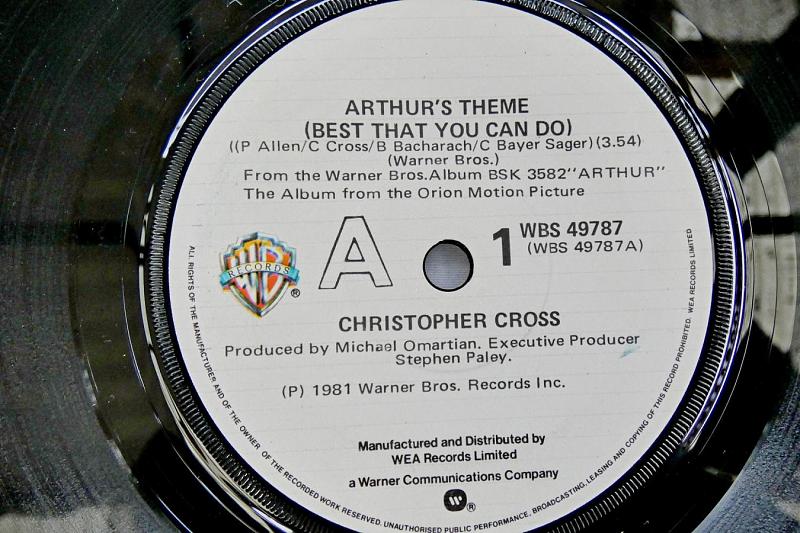 ARTHUR'S THEME
(BEST THAT YOU CAN DO)
((P Allen/C Cross/B Bacharach/C Bayer Sager)(3.54)
(Warner Bros.)
From the Warner Bros.Album BSK 3582"ARTHUR"
The Album from the Orion Motion Picture
WB RECORDS ®
A
1
WBS 49787
(WBS 49787A)
CHRISTOPHER CROSS
Produced by Michael Omartian. Executive Producer
Stephen Paley.
(P) 1981 Warner Bros. Records Inc.
Manufactured and Distributed by
WEA Records Limited
a Warner Communications Company
W ®
ALL RIGHTS OF THE MANUFACTURER AND OF THE OWNER OF THE RECORDED WORK RESERVED. UNAUTHORISED PUBLIC PERFORMANCE, BROADCASTING, LEASING AND COPYING OF THIS RECORD PROHIBITED. WEA RECORDS LIMITED